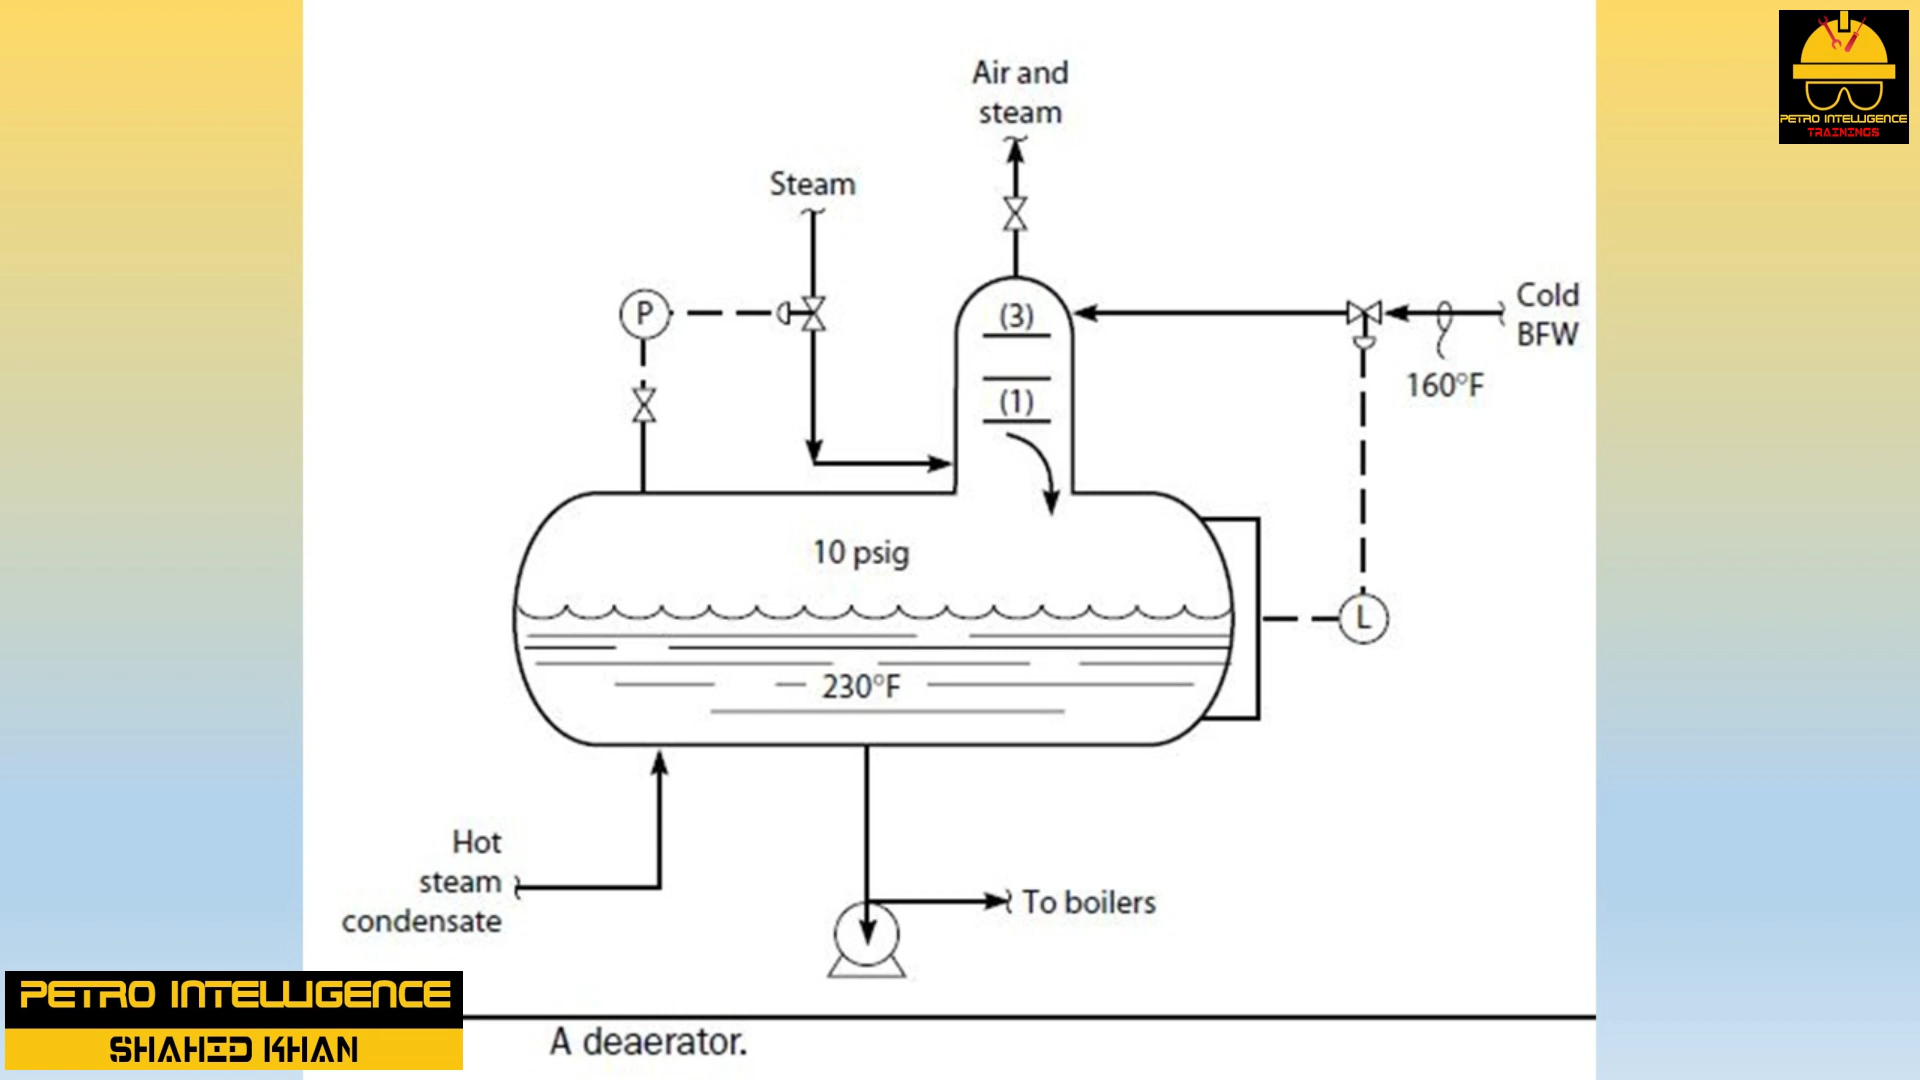 Air and
steam
PETRO INTELLIGENCE
TRAININGS
Steam
P
(3)
Cold
BFW
160°F
(1)
10 psig
L
230°F
Hot
steam
condensate
To boilers
PETRO INTELLIGENCE
SHAHID KHAN
A deaerator.